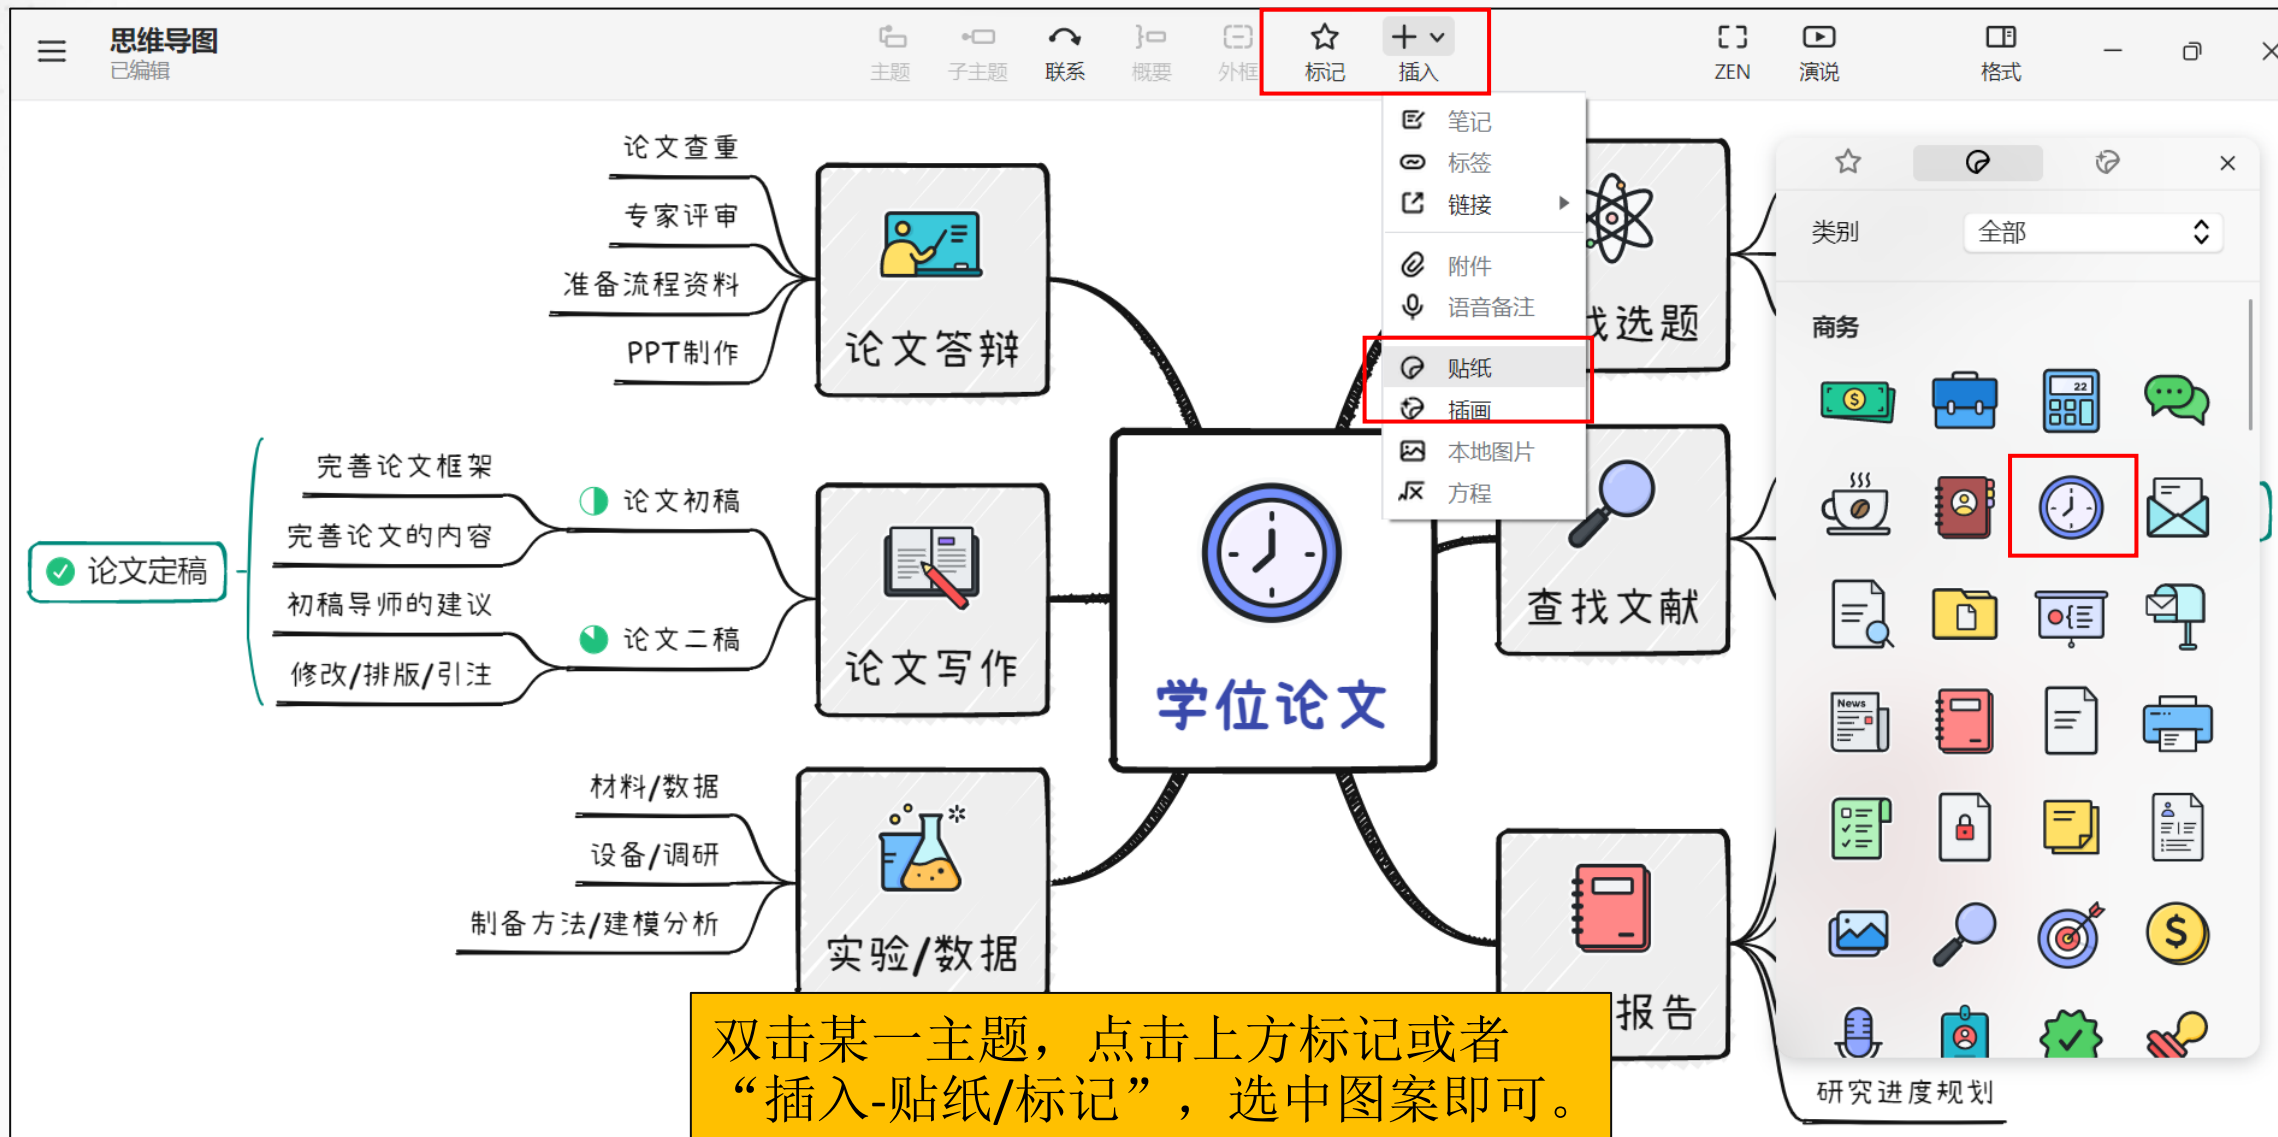 思维导图
已编辑
主题
子主题
联系
概要
外框
标记
插入
ZEN
演说
格式
笔记
标签
链接
附件
语音备注
贴纸
插画
本地图片
方程
类别
全部
商务
22
News
论文查重
专家评审
准备流程资料
PPT制作
论文答辩
完善论文框架
完善论文的内容
初稿导师的建议
修改/排版/引注
论文初稿
论文二稿
论文定稿
论文写作
材料/数据
设备/调研
制备方法/建模分析
实验/数据
学位论文
选题
查找文献
报告
研究进度规划
双击某一主题，点击上方标记或者
“插入-贴纸/标记”，选中图案即可。